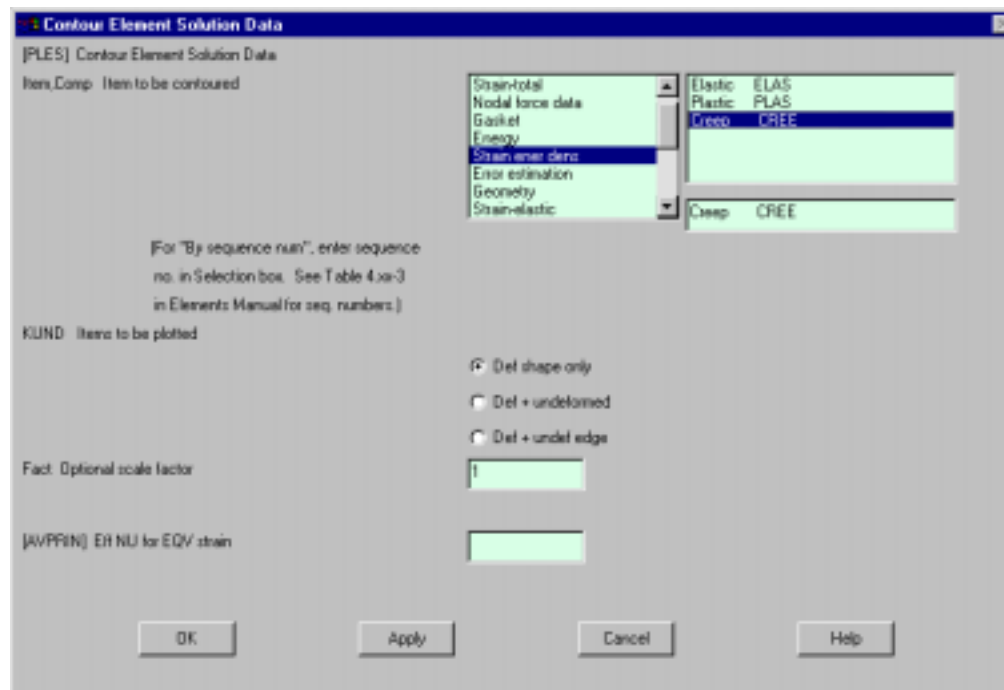 Contour Element Solution Data
[PLES] Contour Element Solution Data
Item,Comp Item to be contoured
Strain-total
Nodal force data
Gasket
Energy
Strain ener dens
Error estimation
Geometry
Strain-elastic
Elastic ELAS
Plastic PLAS
Creep CREE
Creep CREE
(For "By sequence num", enter sequence
no. in Selection box. See Table 4.xx-3
in Elements Manual for seq. numbers.)
KUND Items to be plotted
Def shape only
Def + undeformed
Def + undef edge
Fact Optional scale factor
1
[AVPRIN] Eff NU for EQV strain
OK
Apply
Cancel
Help